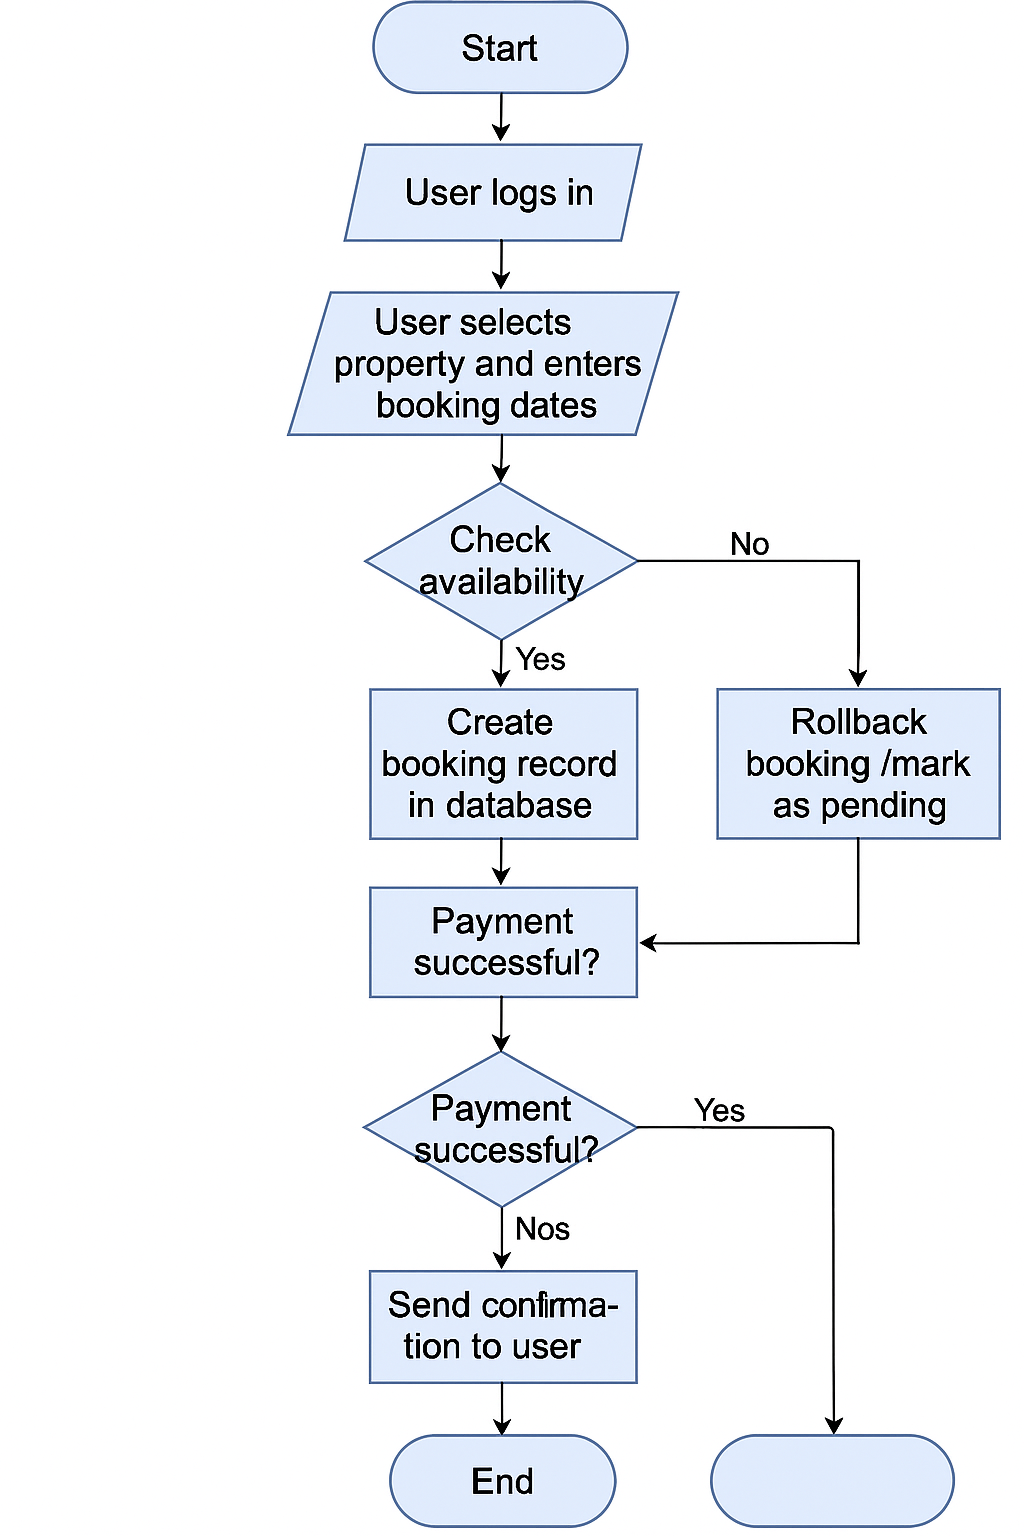 Start
User logs in
User selects
property and enters
booking dates
Check
availability
No
Yes
Create
booking record
in database
Rollback
booking /mark
as pending
Payment
successful?
Payment
successful?
Yes
Nos
Send confirma-
tion to user
End